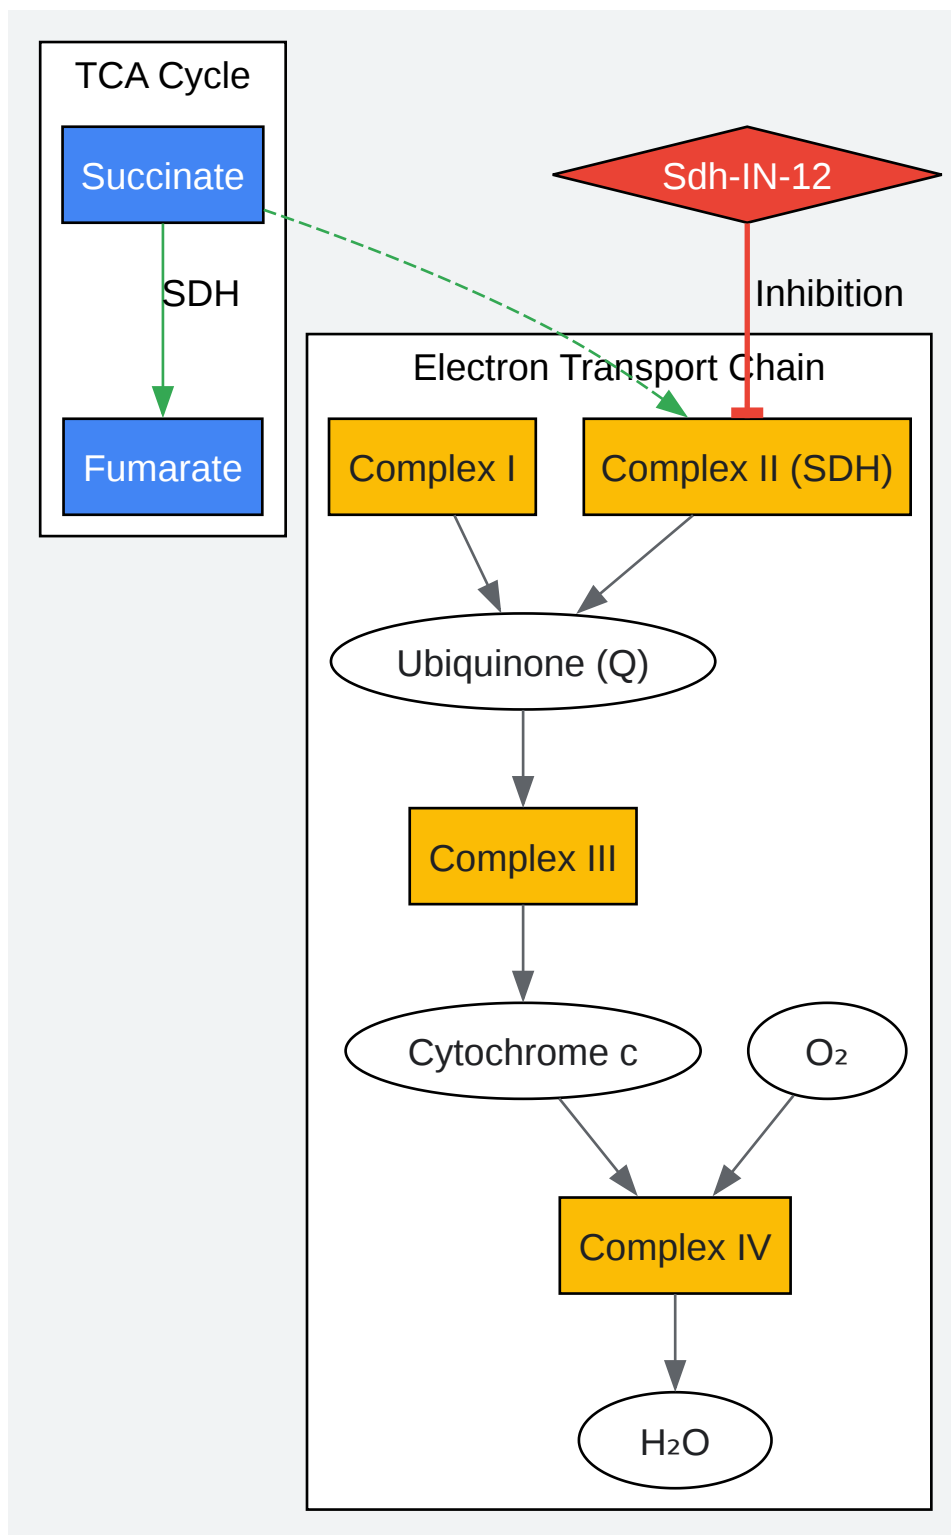 TCA Cycle
Succinate
Sdh-IN-12
SDH
Inhibition
Electron Transport Chain
Fumarate
Complex I
Complex II (SDH)
Ubiquinone (Q)
Complex III
Cytochrome c
O₂
Complex IV
H₂O